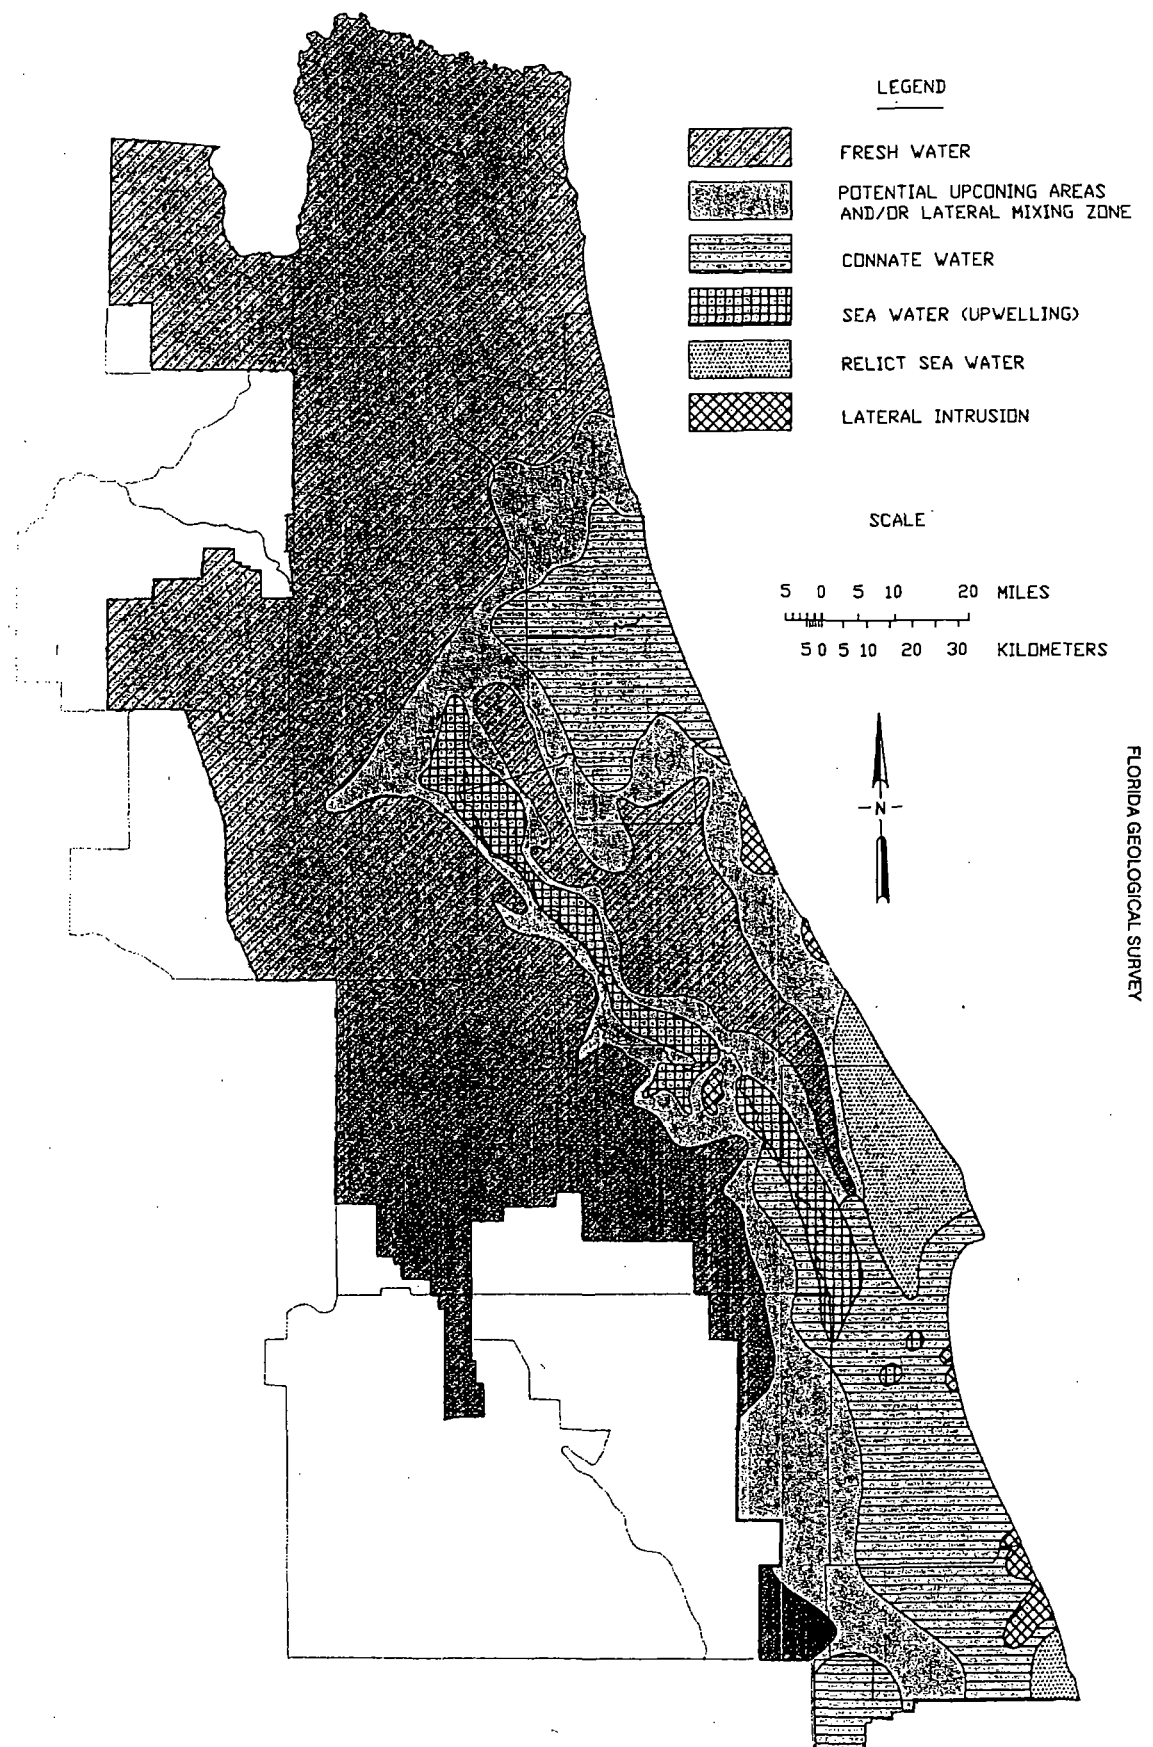 LEGEND
FRESH WATER
POTENTIAL UPCONING AREAS
AND/OR LATERAL MIXING ZONE
CONNATE WATER
SEA WATER (UPWELLING)
RELICT SEA WATER
LATERAL INTRUSION
SCALE
5 0 5 10 20 MILES
5 0 5 10 20 30 KILOMETERS
-N-
FLORIDA GEOLOGICAL SURVEY